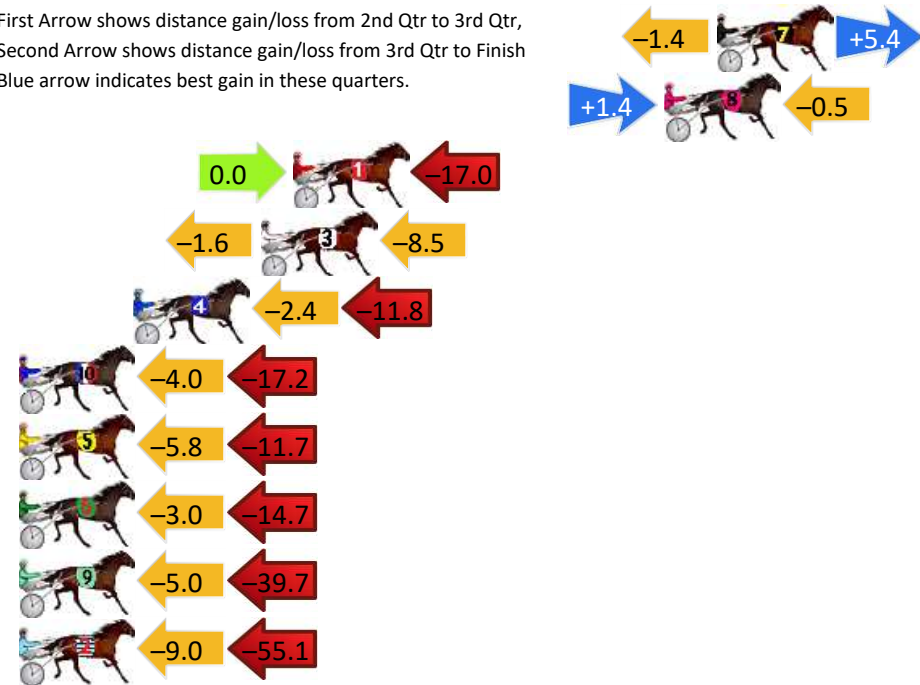 First Arrow shows distance gain/loss from 2nd Qtr to 3rd Qtr,
Second Arrow shows distance gain/loss from 3rd Qtr to Finish
Blue arrow indicates best gain in these quarters.
–1.4 7 +5.4
+1.4 8 –0.5
0.0 1 –17.0
–1.6 3 –8.5
4 –2.4 –11.8
10 –4.0 –17.2
5 –5.8 –11.7
6 –3.0 –14.7
9 –5.0 –39.7
2 –9.0 –55.1